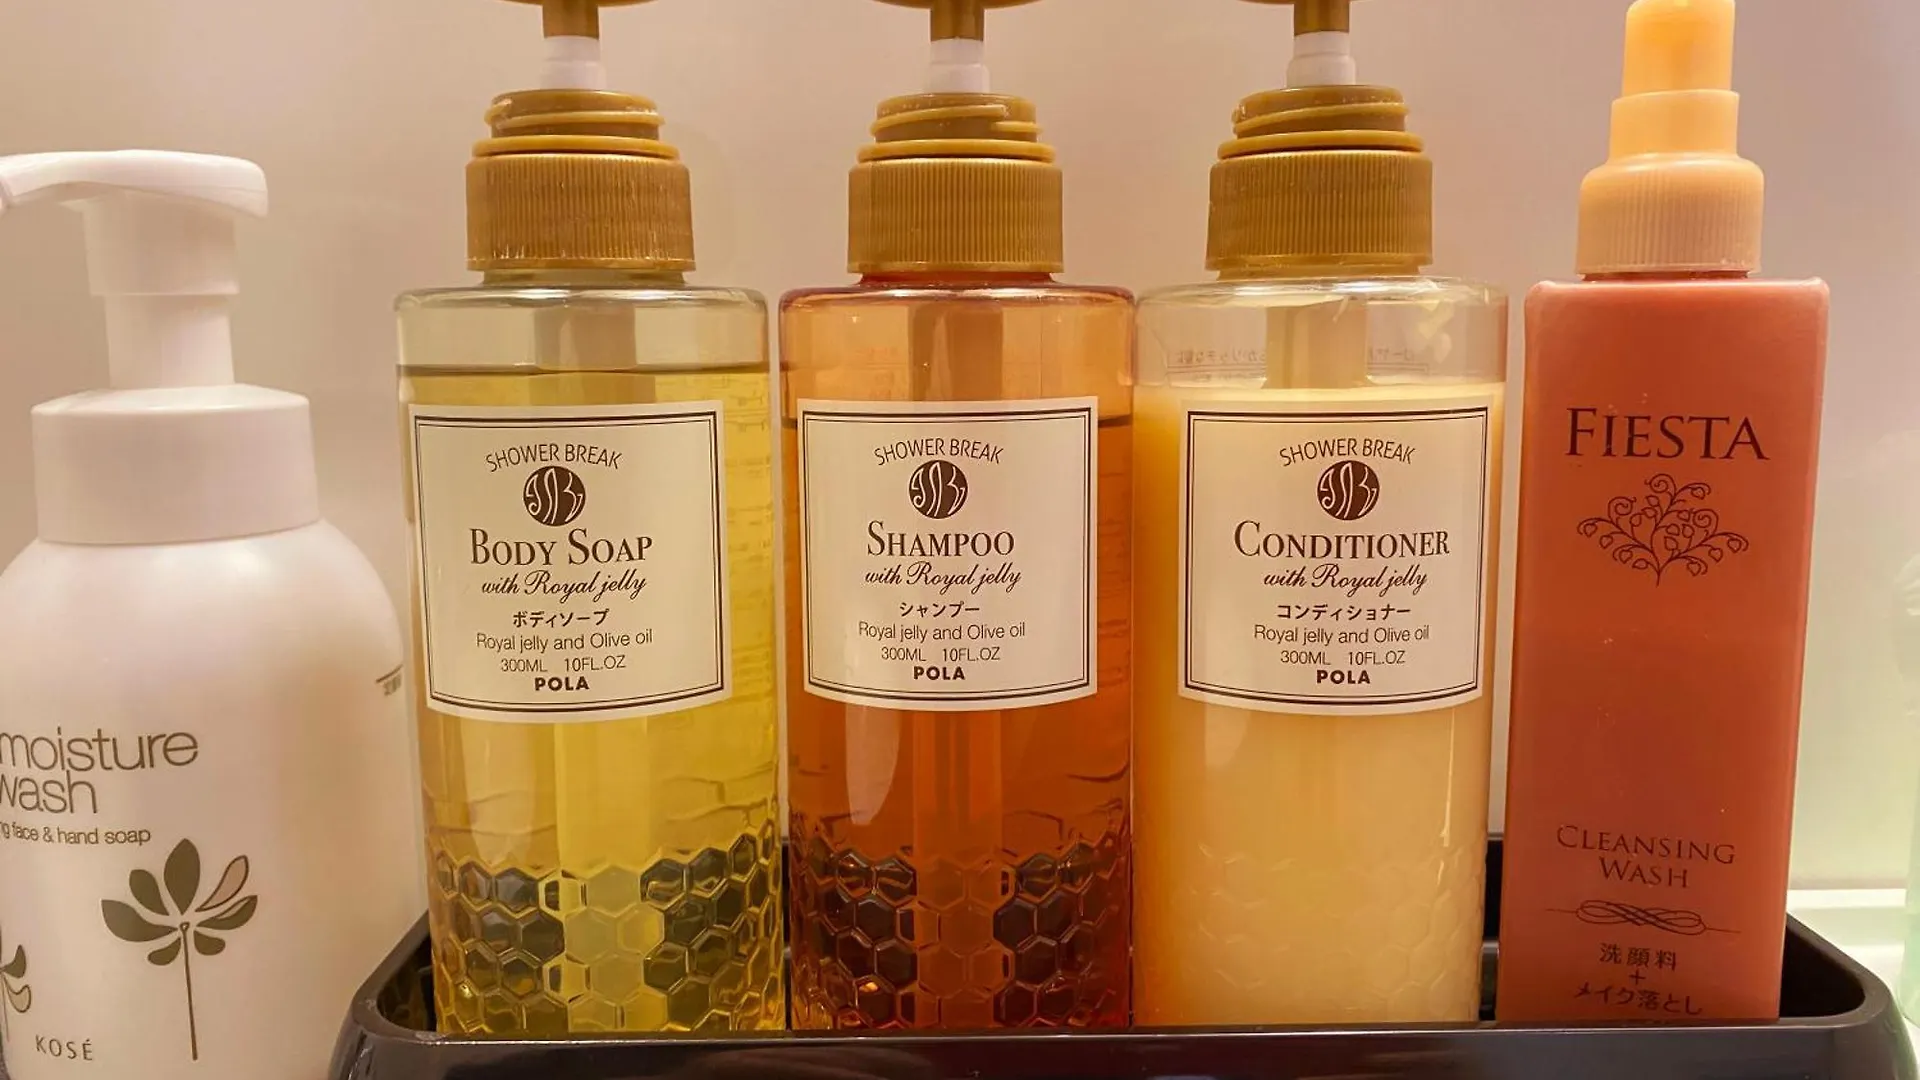 moisture
wash
face & hand soap
KOSÉ
SHOWER BREAK
BODY SOAP
with Royal jelly
ボディソープ
Royal jelly and Olive oil
300ML 10FL.OZ
POLA
SHOWER BREAK
SHAMPOO
with Royal jelly
シャンプー
Royal jelly and Olive oil
300ML 10FL.OZ
POLA
SHOWER BREAK
CONDITIONER
with Royal jelly
コンディショナー
Royal jelly and Olive oil
300ML 10FL.OZ
POLA
FIESTA
CLEANSING
WASH
洗顔料
+
メイク落とし